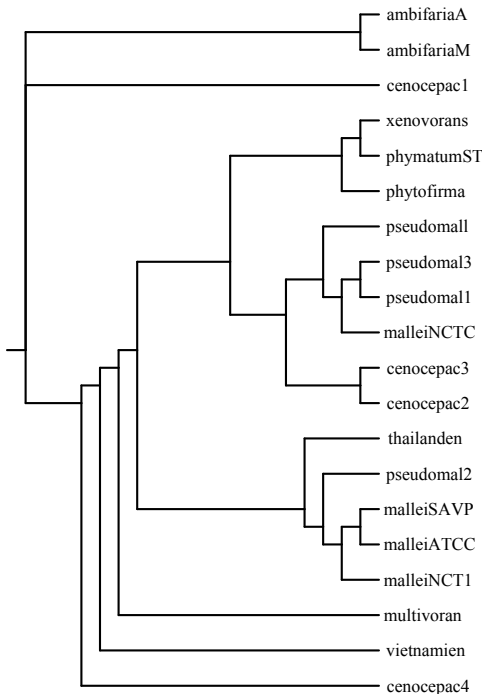 ambifariaA
ambifariaM
cenocepac1
xenovorans
phymatumST
phytofirma
pseudomall
pseudomal3
pseudomal1
malleiNCTC
cenocepac3
cenocepac2
thailanden
pseudomal2
malleiSAVP
malleiATCC
malleiNCT1
multivoran
vietnamien
cenocepac4